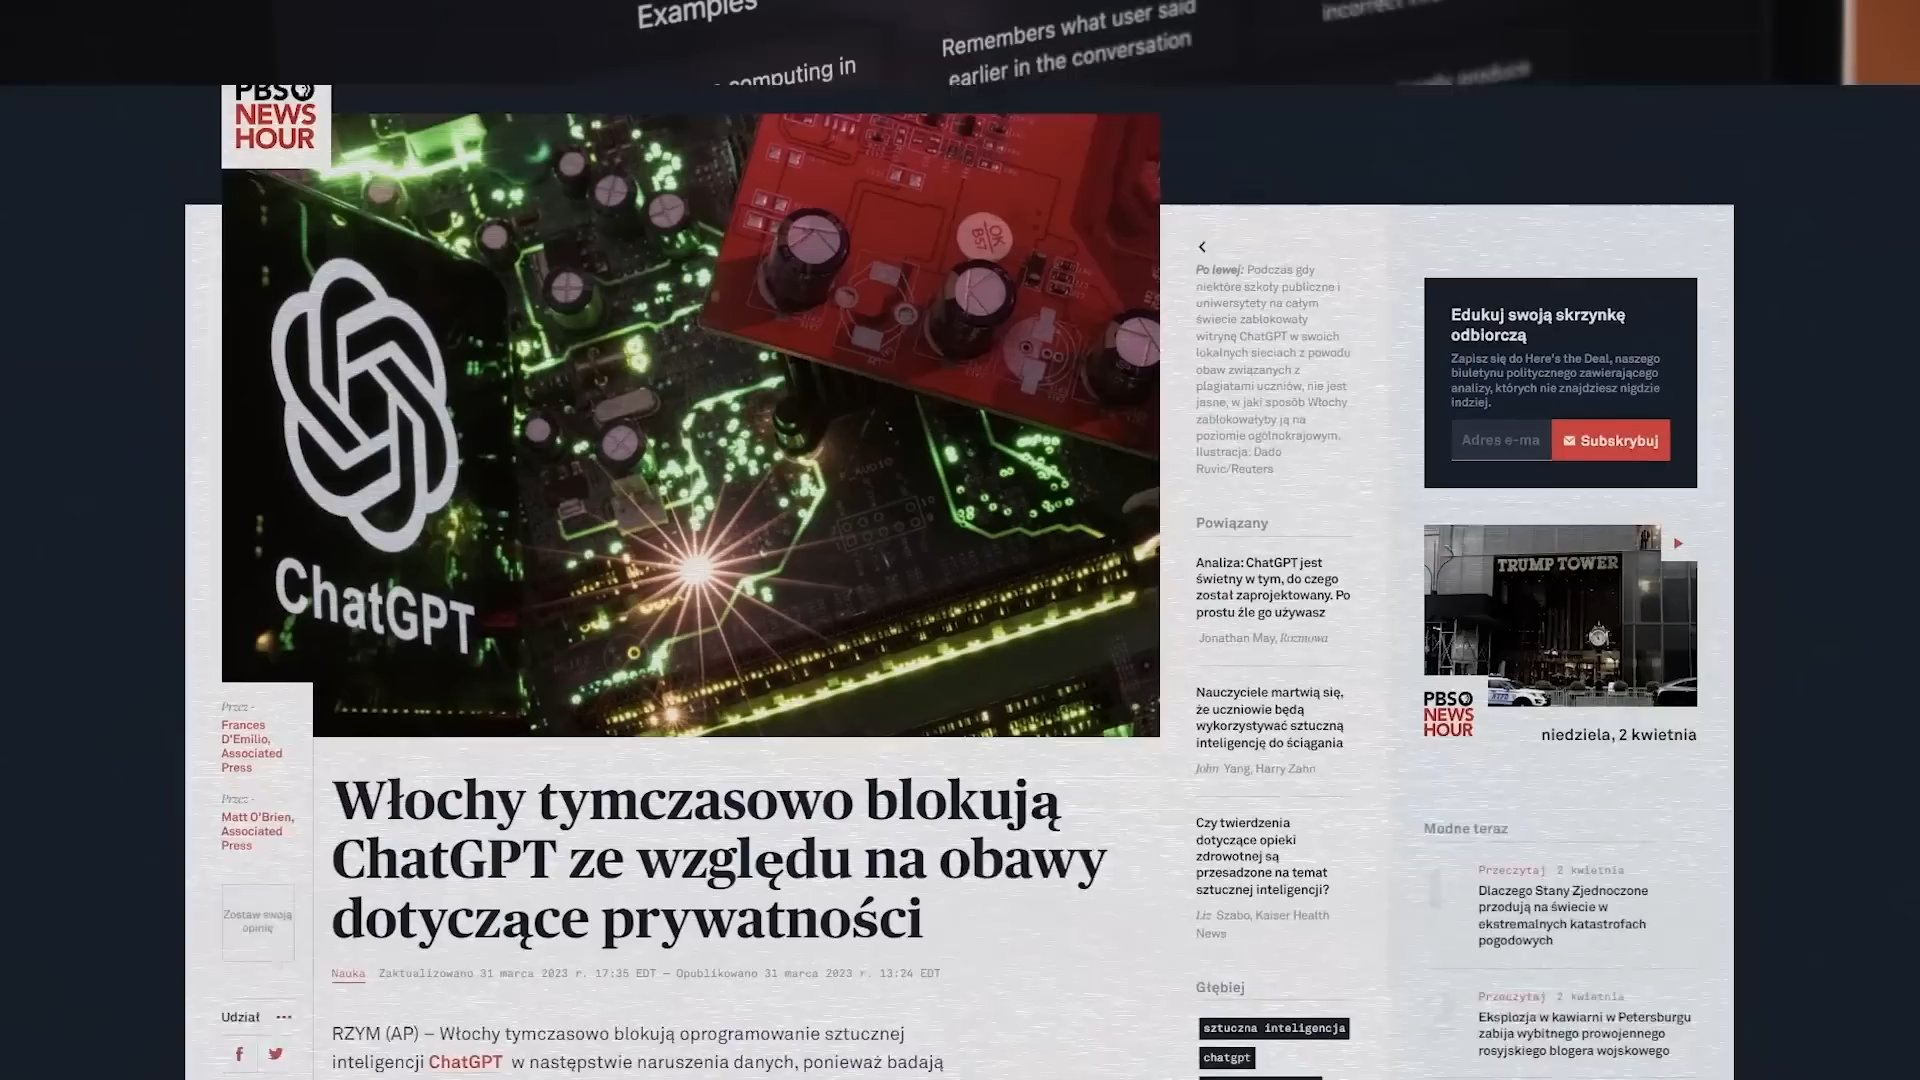 Examples
computing in
Remembers what user said
earlier in the conversation
PBS
NEWS
HOUR
ChatGPT
OK
B57
F_AUDIO
Przez -
Frances
D'Emilio,
Associated
Press
Przez -
Matt O'Brien,
Associated
Press
Zostaw swoją
opinię
Udział
Włochy tymczasowo blokują
ChatGPT ze względu na obawy
dotyczące prywatności
Nauka Zaktualizowano 31 marca 2023 r. 17:35 EDT — Opublikowano 31 marca 2023 r. 13:24 EDT
RZYM (AP) – Włochy tymczasowo blokują oprogramowanie sztucznej
inteligencji ChatGPT w następstwie naruszenia danych, ponieważ badają
Po lewej: Podczas gdy
niektóre szkoły publiczne i
uniwersytety na całym
świecie zablokowały
witrynę ChatGPT w swoich
lokalnych sieciach z powodu
obaw związanych z
plagiatami uczniów, nie jest
jasne, w jaki sposób Włochy
zablokowałyby ją na
poziomie ogólnokrajowym.
Ilustracja: Dado
Ruvic/Reuters
Powiązany
Analiza: ChatGPT jest
świetny w tym, do czego
został zaprojektowany. Po
prostu źle go używasz
Jonathan May, Rozmowa
Nauczyciele martwią się,
że uczniowie będą
wykorzystywać sztuczną
inteligencję do ściągania
John Yang, Harry Zahn
Czy twierdzenia
dotyczące opieki
zdrowotnej są
przesadzone na temat
sztucznej inteligencji?
Liz Szabo, Kaiser Health
News
Głębiej
sztuczna inteligencja
chatgpt
Edukuj swoją skrzynkę
odbiorczą
Zapisz się do Here's the Deal, naszego
biuletynu politycznego zawierającego
analizy, których nie znajdziesz nigdzie
indziej.
Adres e-ma
Subskrybuj
TRUMP TOWER
PBS
NEWS
HOUR
niedziela, 2 kwietnia
Modne teraz
1
Przeczytaj 2 kwietnia
Dlaczego Stany Zjednoczone
przodują na świecie w
ekstremalnych katastrofach
pogodowych
2
Przeczytaj 2 kwietnia
Eksplozja w kawiarni w Petersburgu
zabija wybitnego prowojennego
rosyjskiego blogera wojskowego